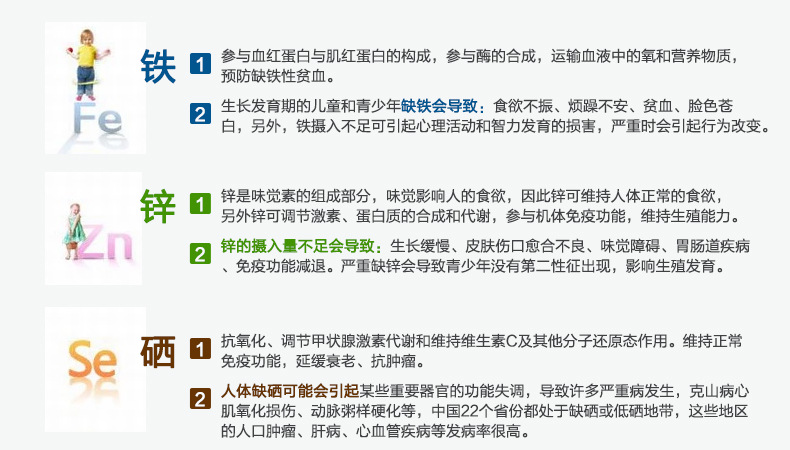 Fe
铁
1
参与血红蛋白与肌红蛋白的构成，参与酶的合成，运输血液中的氧和营养物质，
预防缺铁性贫血。
2
生长发育期的儿童和青少年缺铁会导致：食欲不振、烦躁不安、贫血、脸色苍
白，另外，铁摄入不足可引起心理活动和智力发育的损害，严重时会引起行为改变。
Zn
锌
1
锌是味觉素的组成部分，味觉影响人的食欲，因此锌可维持人体正常的食欲，
另外锌可调节激素、蛋白质的合成和代谢，参与机体免疫功能，维持生殖能力。
2
锌的摄入量不足会导致：生长缓慢、皮肤伤口愈合不良、味觉障碍、胃肠道疾病
、免疫功能减退。严重缺锌会导致青少年没有第二性征出现，影响生殖发育。
Se
硒
1
抗氧化、调节甲状腺激素代谢和维持维生素C及其他分子还原态作用。维持正常
免疫功能，延缓衰老、抗肿瘤。
2
人体缺硒可能会引起某些重要器官的功能失调，导致许多严重病发生，克山病心
肌氧化损伤、动脉粥样硬化等，中国22个省份都处于缺硒或低硒地带，这些地区
的人口肿瘤、肝病、心血管疾病等发病率很高。